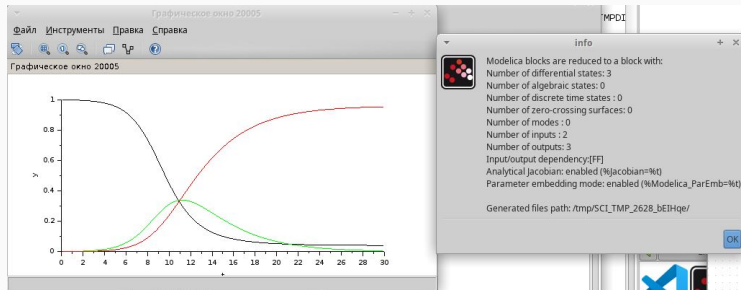 Графическое окно 20005
Файл Инструменты Правка Справка
Графическое окно 20005
1
0.8
0.6
0.4
0.2
0
y
0 2 4 6 8 10 12 14 16 18 20 22 24 26 28 30
t
MPDI
info
Modelica blocks are reduced to a block with:
Number of differential states: 3
Number of algebraic states: 0
Number of discrete time states : 0
Number of zero-crossing surfaces: 0
Number of modes : 0
Number of inputs : 2
Number of outputs: 3
Input/output dependency:[FF]
Analytical Jacobian: enabled (%Jacobian=%t)
Parameter embedding mode: enabled (%Modelica_ParEmb=%t)
Generated files path: /tmp/SCI_TMP_2628_bEIHqe/
OK